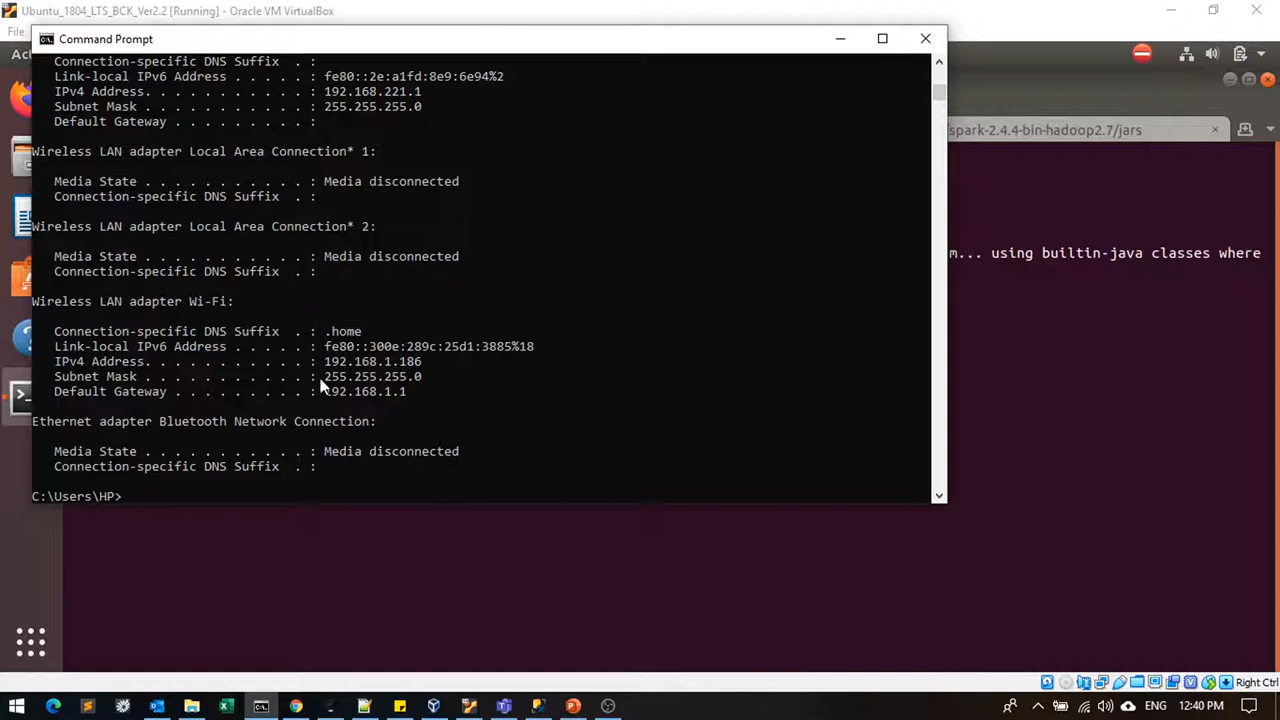 Ubuntu_1804_LTS_BCK_Ver2.2 [Running] - Oracle VM VirtualBox
File
Command Prompt
Connection-specific DNS Suffix . :
Link-local IPv6 Address . . . . . : fe80::2e:a1fd:8e9:6e94%2
IPv4 Address. . . . . . . . . . . : 192.168.221.1
Subnet Mask . . . . . . . . . . . : 255.255.255.0
Default Gateway . . . . . . . . . :
Wireless LAN adapter Local Area Connection* 1:
Media State . . . . . . . . . . . : Media disconnected
Connection-specific DNS Suffix . :
Wireless LAN adapter Local Area Connection* 2:
Media State . . . . . . . . . . . : Media disconnected
Connection-specific DNS Suffix . :
Wireless LAN adapter Wi-Fi:
Connection-specific DNS Suffix . : .home
Link-local IPv6 Address . . . . . : fe80::300e:289c:25d1:3885%18
IPv4 Address. . . . . . . . . . . : 192.168.1.186
Subnet Mask . . . . . . . . . . . : 255.255.255.0
Default Gateway . . . . . . . . . : 192.168.1.1
Ethernet adapter Bluetooth Network Connection:
Media State . . . . . . . . . . . : Media disconnected
Connection-specific DNS Suffix . :
C:\Users\HP>
spark-2.4.4-bin-hadoop2.7/jars
m... using builtin-java classes where
Right Ctrl
ENG 12:40 PM